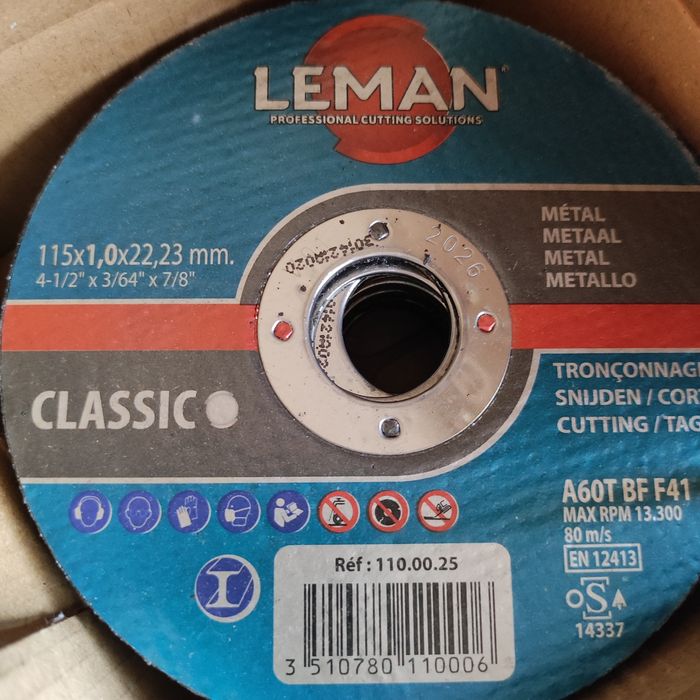 LEMAN®
PROFESSIONAL CUTTING SOLUTIONS
115x1,0x22,23 mm.
4-1/2" x 3/64" x 7/8"
2026
MÉTAL
METAAL
METAL
METALLO
CLASSIC
TRONÇONNAG
SNIJDEN / COR
CUTTING / TAG
A60T BF F41
MAX RPM 13.300
80 m/s
EN 12413
oSA
14337
Réf : 110.00.25
3 510780 110006